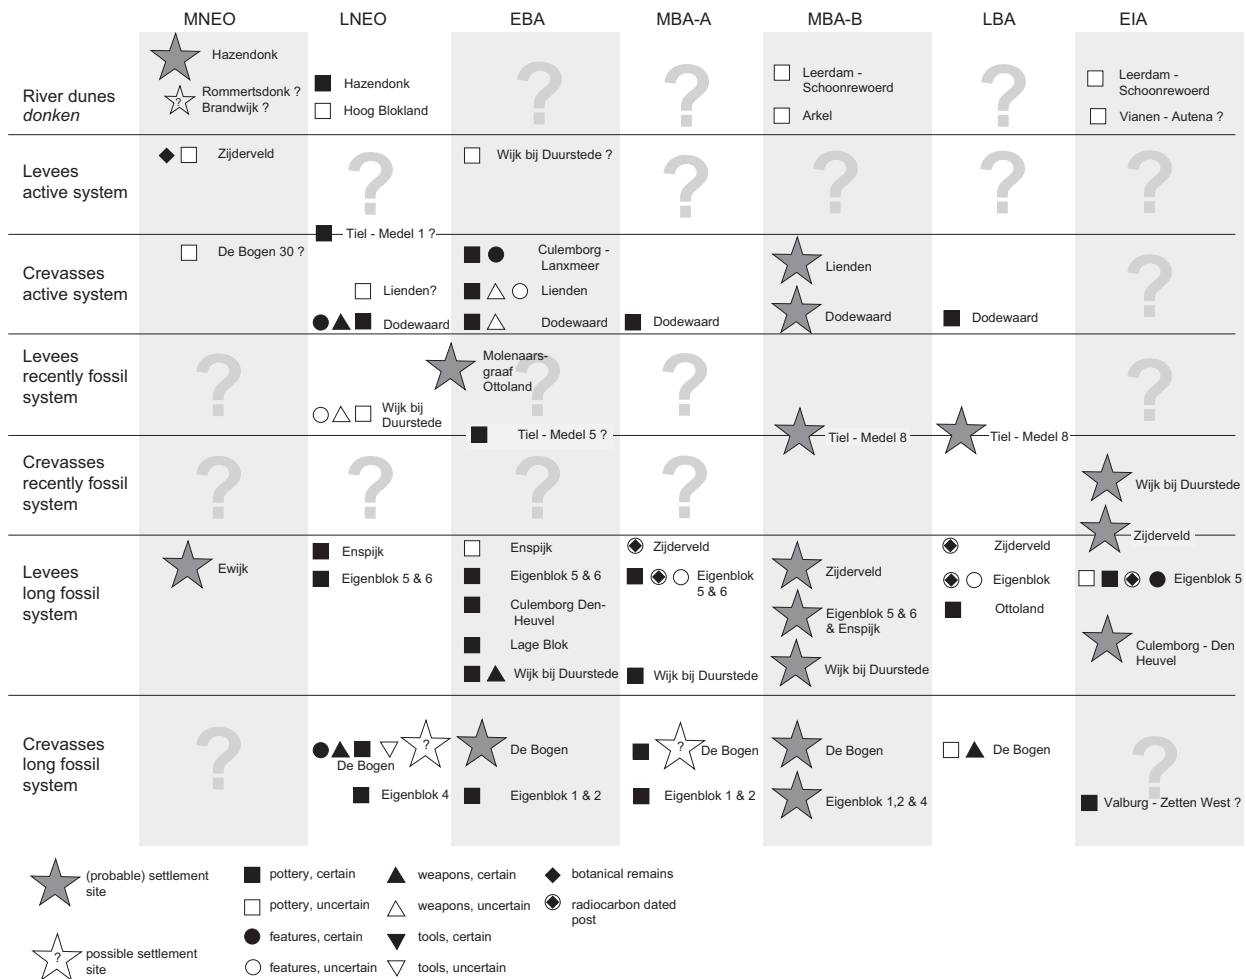 MNEO LNEO EBA MBA-A MBA-B LBA EIA
River dunes
donken
Hazendonk
Rommertsdonk ?
Brandwijk ?
?
Hazendonk
Hoog Blokland
?
?
Leerdam -
Schoonrewoerd
Arkel
?
Leerdam -
Schoonrewoerd
Vianen - Autena ?
Levees
active system
Zijderveld
?
Wijk bij Duurstede ?
?
?
?
?
Tiel - Medel 1 ?
Crevasses
active system
De Bogen 30 ?
Lienden?
Dodewaard
Culemborg -
Lanxmeer
Lienden
Dodewaard
Dodewaard
Lienden
Dodewaard
Dodewaard
?
Levees
recently fossil
system
?
Wijk bij
Duurstede
Molenaars-
graaf
Ottoland
?
?
?
Tiel - Medel 5 ?
Tiel - Medel 8
Tiel - Medel 8
Crevasses
recently fossil
system
?
?
?
?
Wijk bij Duurstede
Zijderveld
Levees
long fossil
system
Ewijk
Enspijk
Eigenblok 5 & 6
Enspijk
Eigenblok 5 & 6
Culemborg Den-
Heuvel
Lage Blok
Wijk bij Duurstede
Zijderveld
Eigenblok
5 & 6
Wijk bij Duurstede
Zijderveld
Eigenblok 5 & 6
& Enspijk
Wijk bij Duurstede
Zijderveld
Eigenblok
Ottoland
Eigenblok 5
Culemborg - Den
Heuvel
Crevasses
long fossil
system
?
?
De Bogen
Eigenblok 4
De Bogen
Eigenblok 1 & 2
?
De Bogen
Eigenblok 1 & 2
De Bogen
Eigenblok 1,2 & 4
De Bogen
?
Valburg - Zetten West ?
(probable) settlement
site
?
possible settlement
site
pottery, certain
pottery, uncertain
features, certain
features, uncertain
weapons, certain
weapons, uncertain
tools, certain
tools, uncertain
botanical remains
radiocarbon dated
post